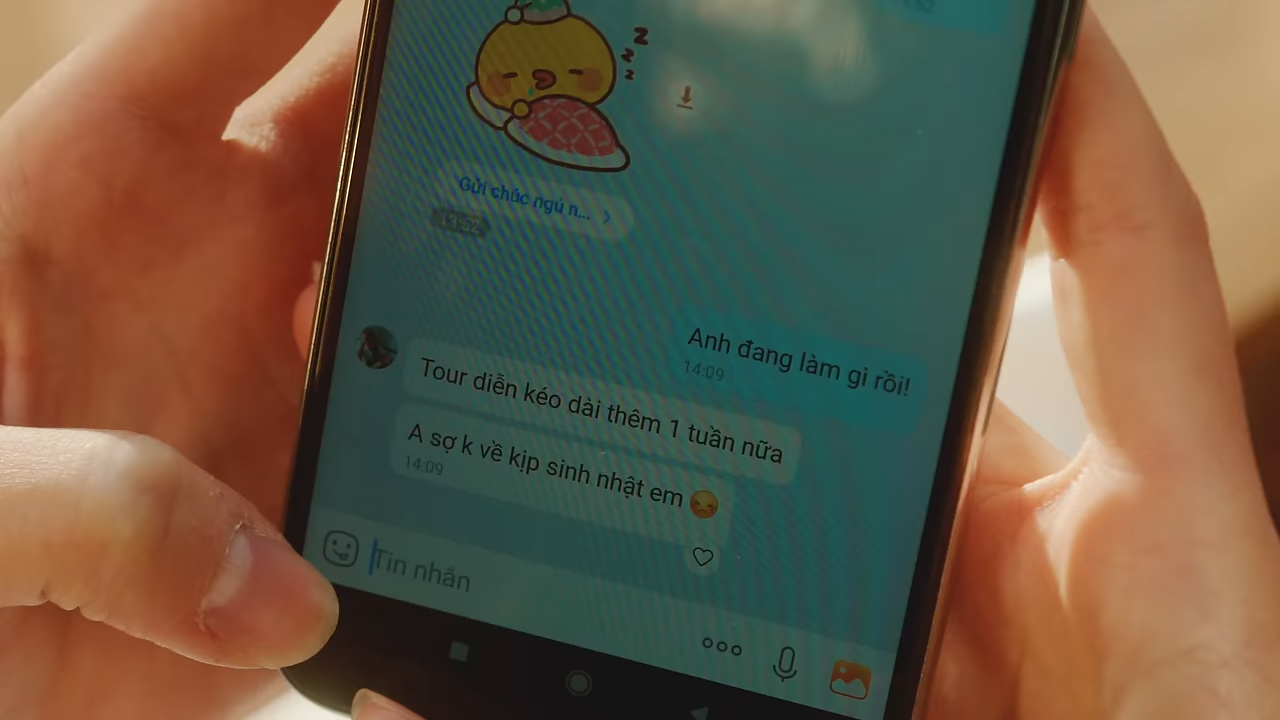 z
z
z
Gửi chúc ngủ n...
13:52
Anh đang làm gì rồi!
14:09
Tour diễn kéo dài thêm 1 tuần nữa
A sợ k về kịp sinh nhật em
14:09
Tin nhắn